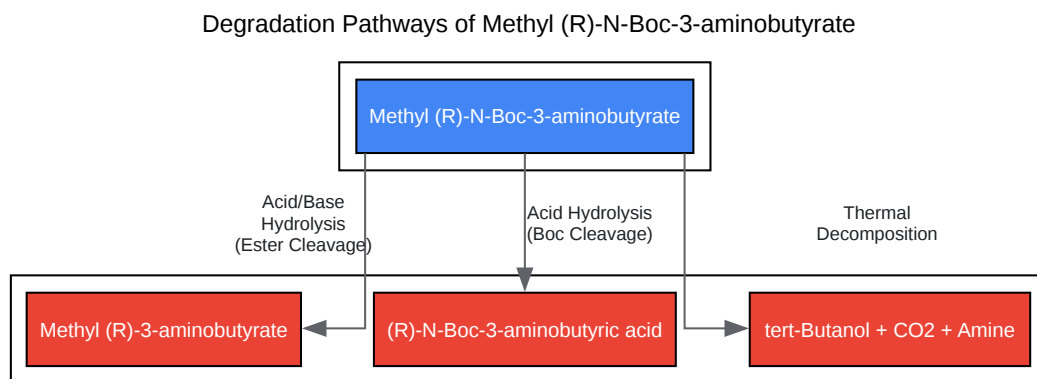 Degradation Pathways of Methyl (R)-N-Boc-3-aminobutyrate
Methyl (R)-N-Boc-3-aminobutyrate
Acid/Base
Hydrolysis
(Ester Cleavage)
Acid Hydrolysis
(Boc Cleavage)
Thermal
Decomposition
Methyl (R)-3-aminobutyrate
(R)-N-Boc-3-aminobutyric acid
tert-Butanol + CO2 + Amine